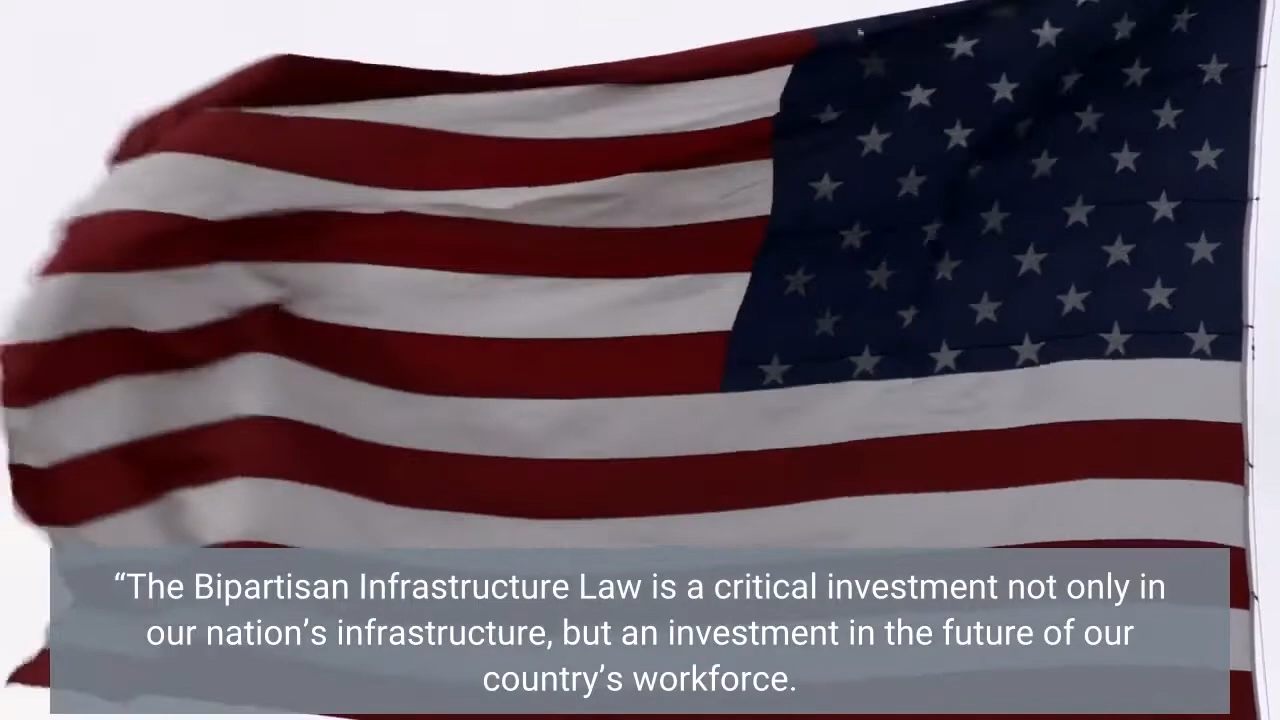 “The Bipartisan Infrastructure Law is a critical investment not only in
our nation’s infrastructure, but an investment in the future of our
country’s workforce.